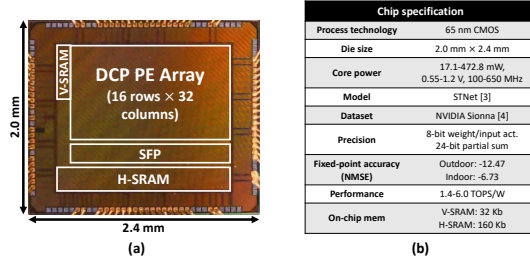 V-SRAM
DCP PE Array
(16 rows × 32
columns)
SFP
H-SRAM
2.0 mm
2.4 mm
(a)
Chip specification
Process technology 65 nm CMOS
Die size 2.0 mm × 2.4 mm
Core power 17.1-472.8 mW,
0.55-1.2 V, 100-650 MHz
Model STNet [3]
Dataset NVIDIA Sionna [4]
Precision 8-bit weight/input act.
24-bit partial sum
Fixed-point accuracy Outdoor: -12.47
(NMSE) Indoor: -6.73
Performance 1.4-6.0 TOPS/W
On-chip mem V-SRAM: 32 Kb
H-SRAM: 160 Kb
(b)